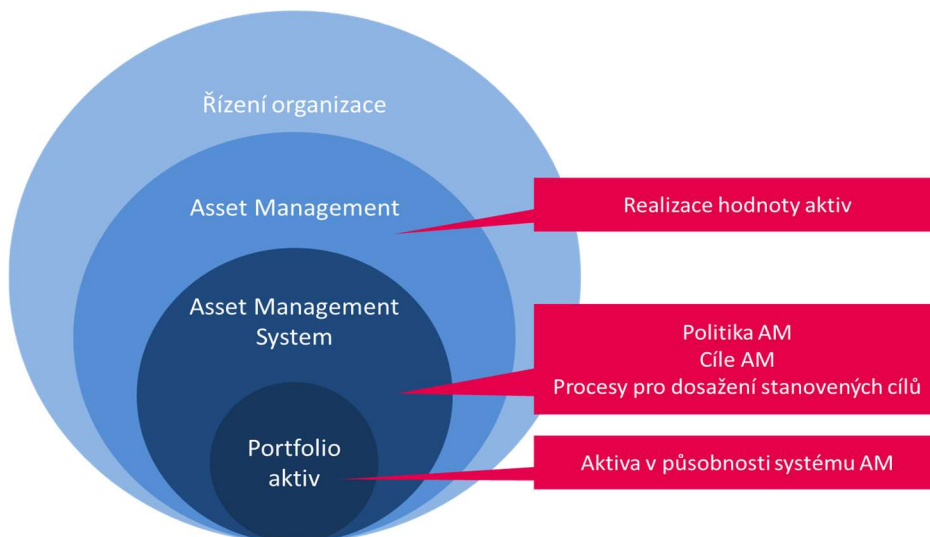 Řízení organizace
Asset Management
Realizace hodnoty aktiv
Asset Management
System
Politika AM
Cíle AM
Procesy pro dosažení stanovených cílů
Portfolio
aktiv
Aktiva v působnosti systému AM